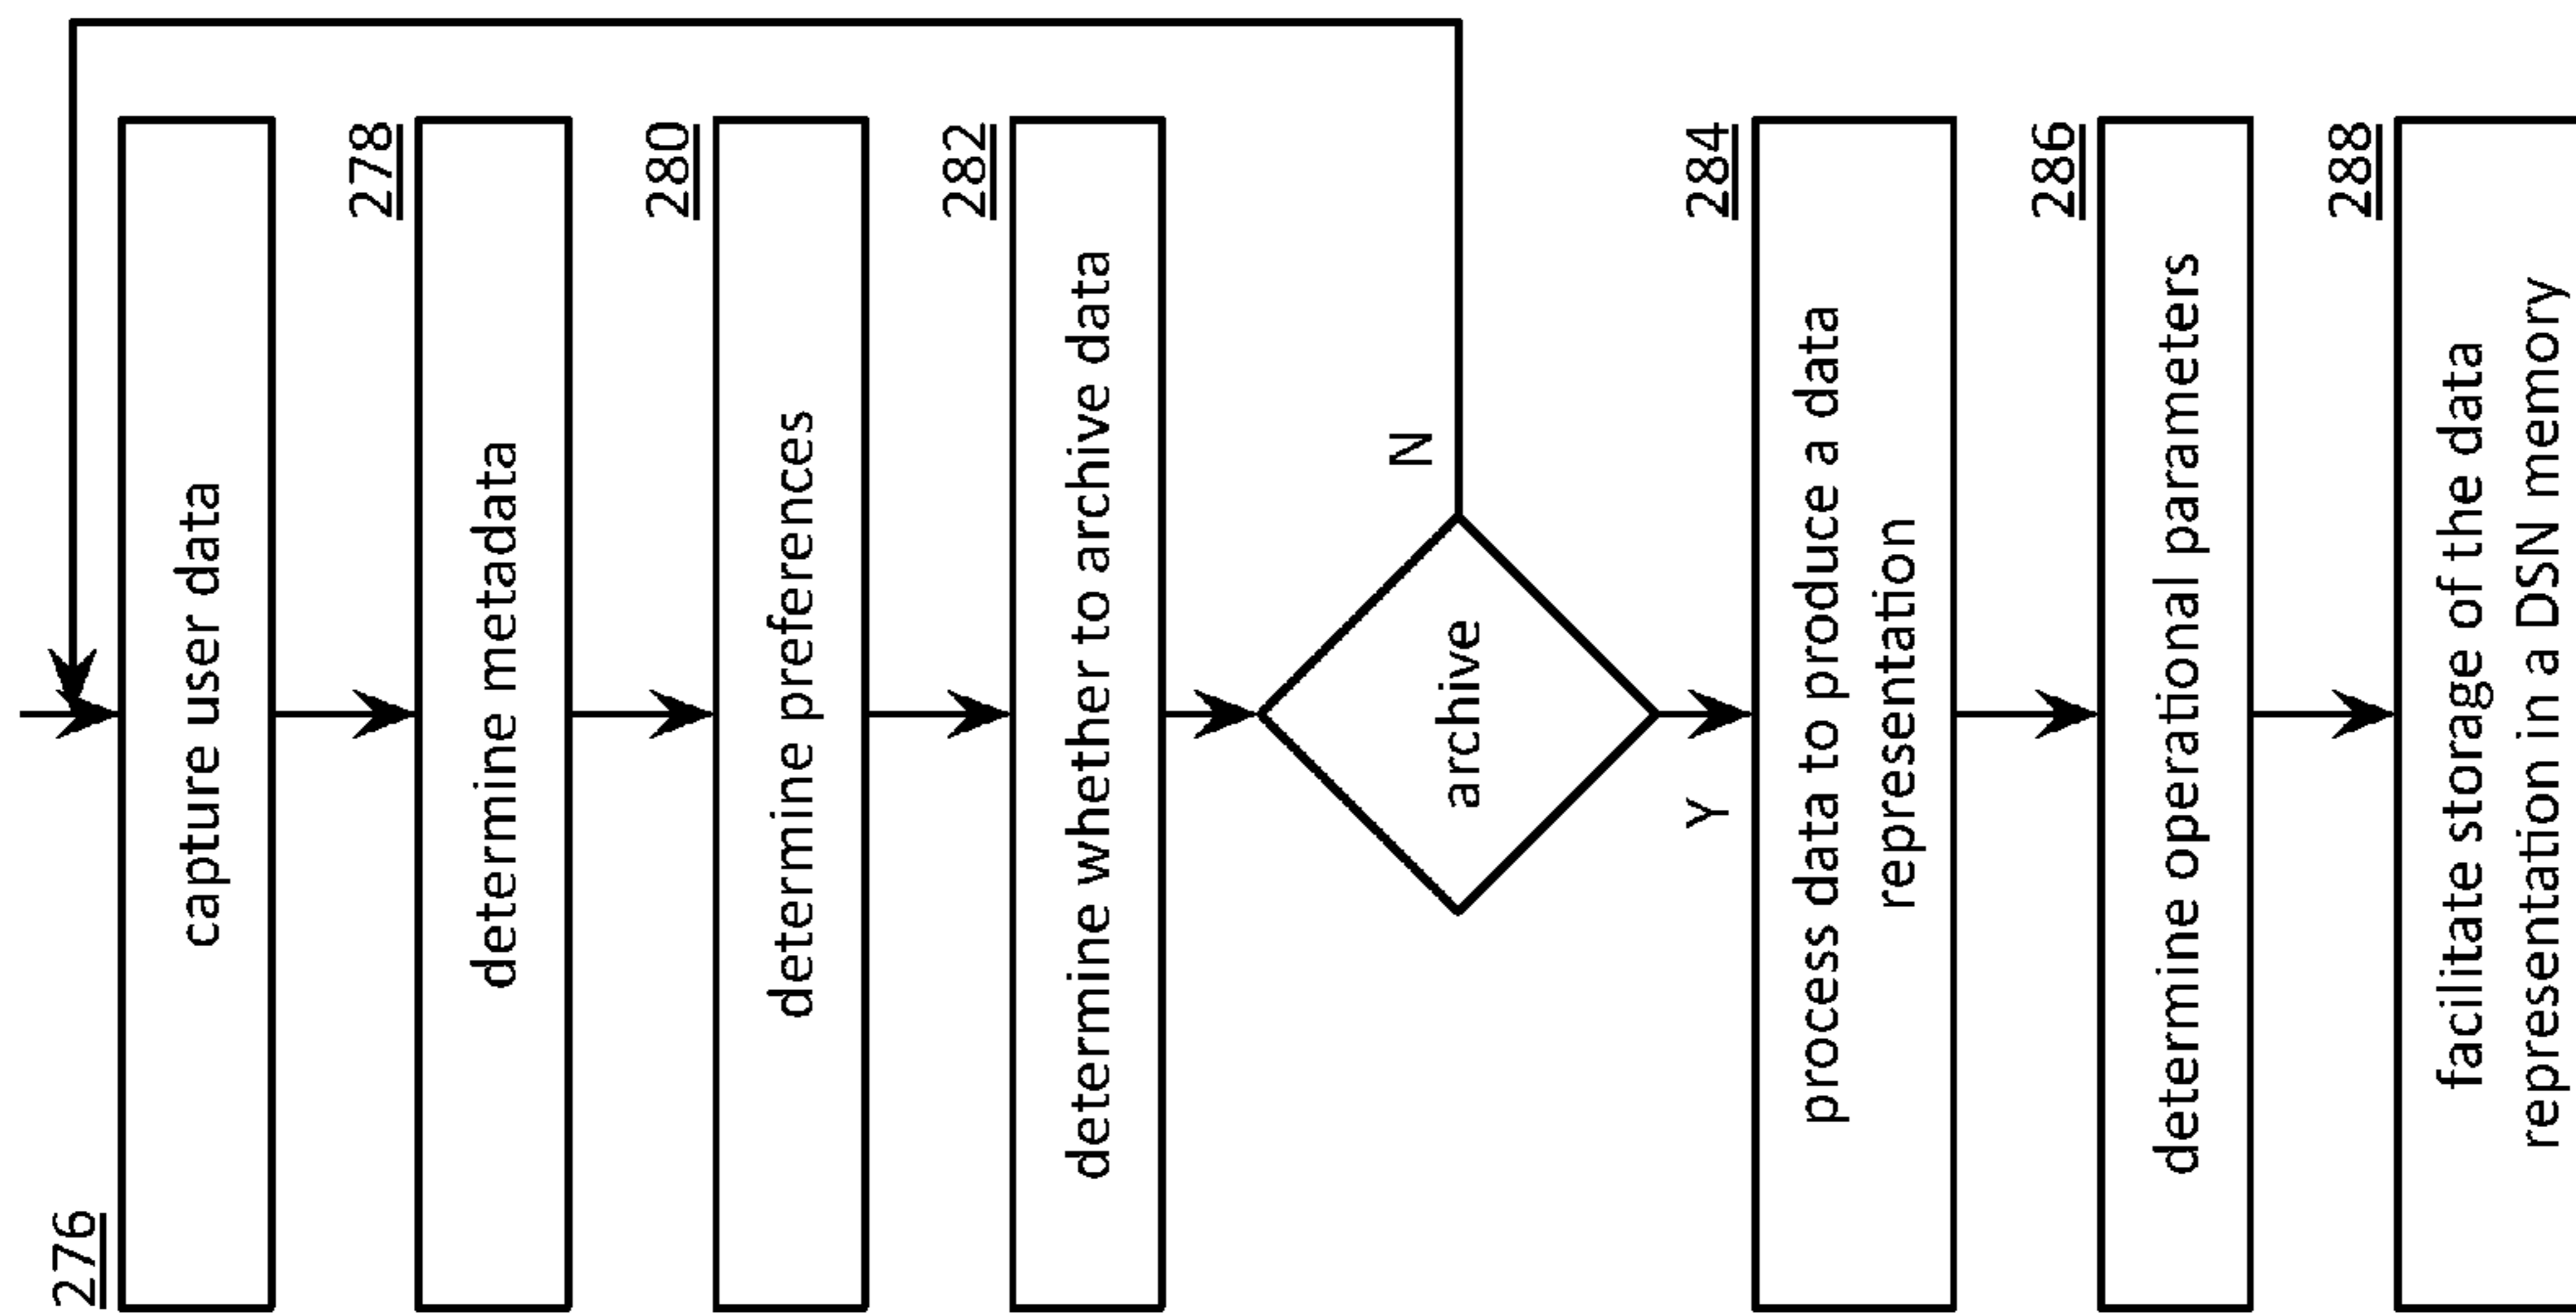 276
capture user data
278
determine metadata
280
determine preferences
282
determine whether to archive data
archive
N
Y
284
process data to produce a data
representation
286
determine operational parameters
288
facilitate storage of the data
representation in a DSN memory